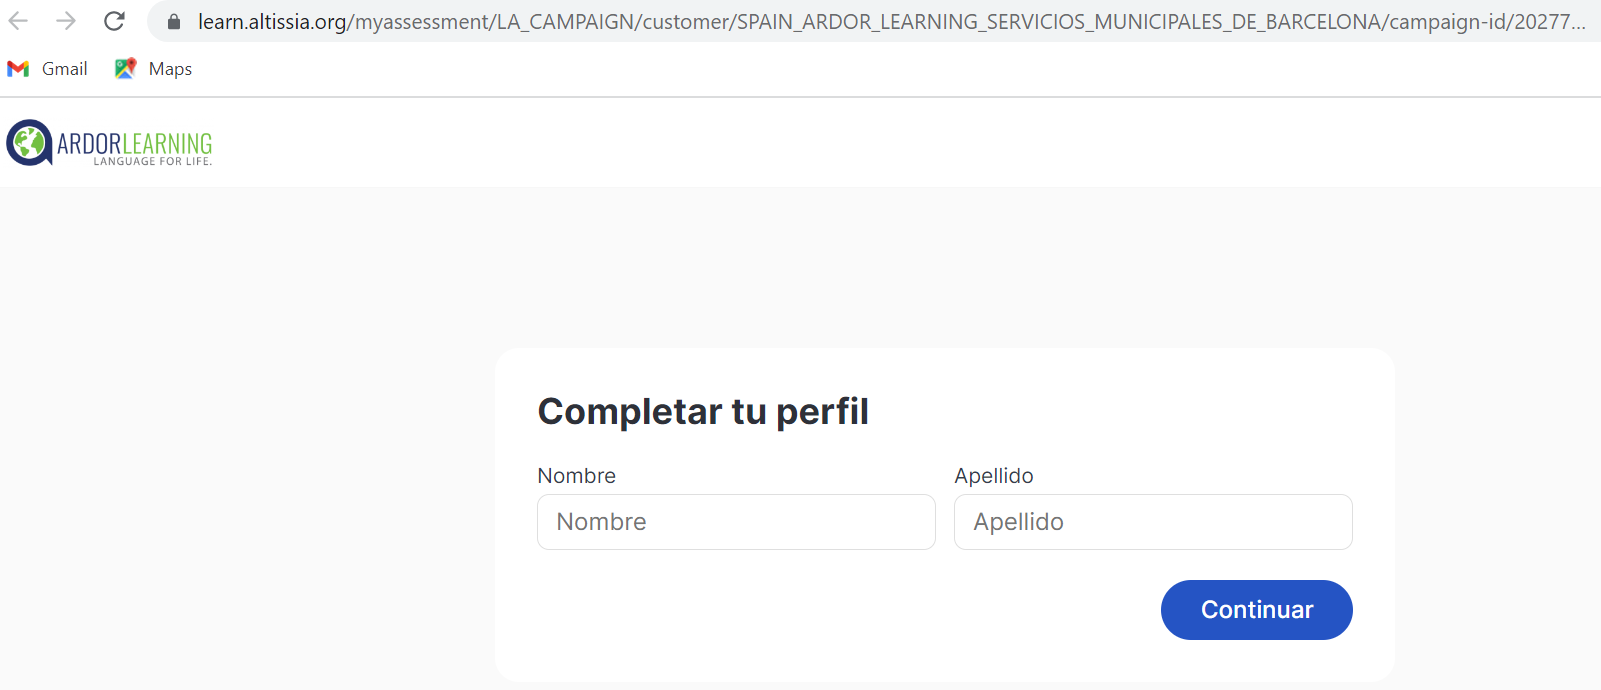 learn.altissia.org/myassessment/LA_CAMPAIGN/customer/SPAIN_ARDOR_LEARNING_SERVICIOS_MUNICIPALES_DE_BARCELONA/campaign-id/20277...
Gmail Maps
ARDORLEARNING
LANGUAGE FOR LIFE.
Completar tu perfil
Nombre Apellido
Nombre Apellido
Continuar